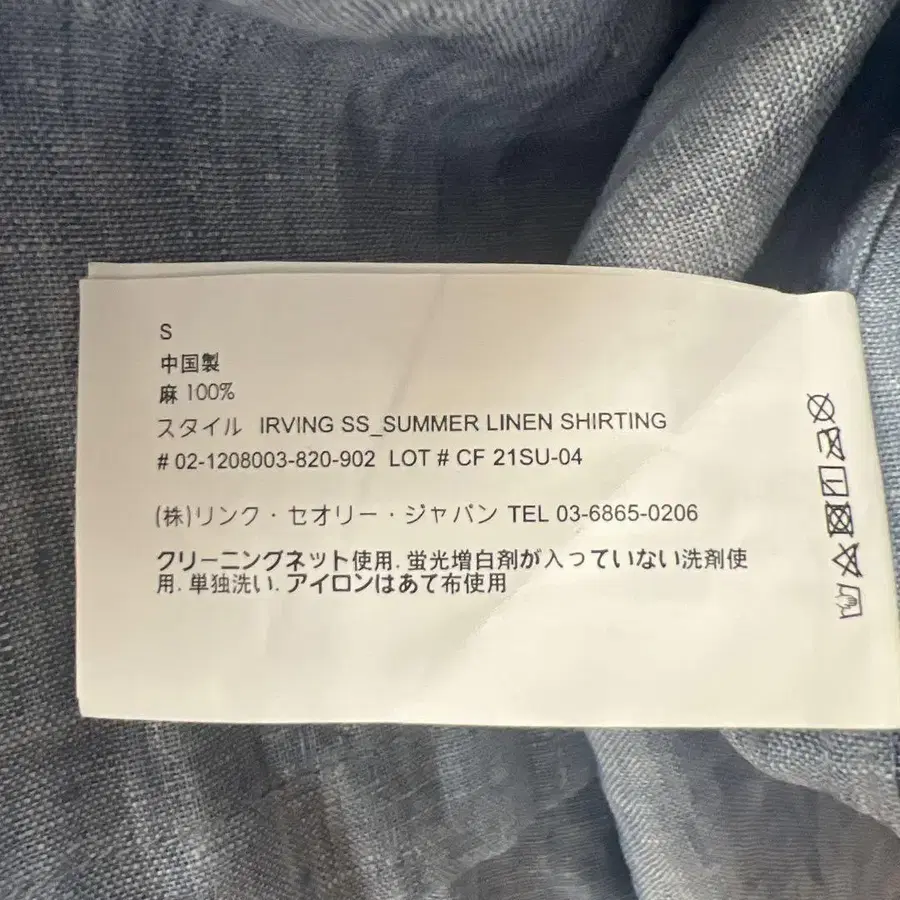 S
中国製
麻 100%
スタイル IRVING SS_SUMMER LINEN SHIRTING
# 02-1208003-820-902 LOT # CF 21SU-04
(株)リンク・セオリー・ジャパン TEL 03-6865-0206
クリーニングネット使用. 蛍光増白剤が入っていない洗剤使
用. 単独洗い. アイロンはあて布使用